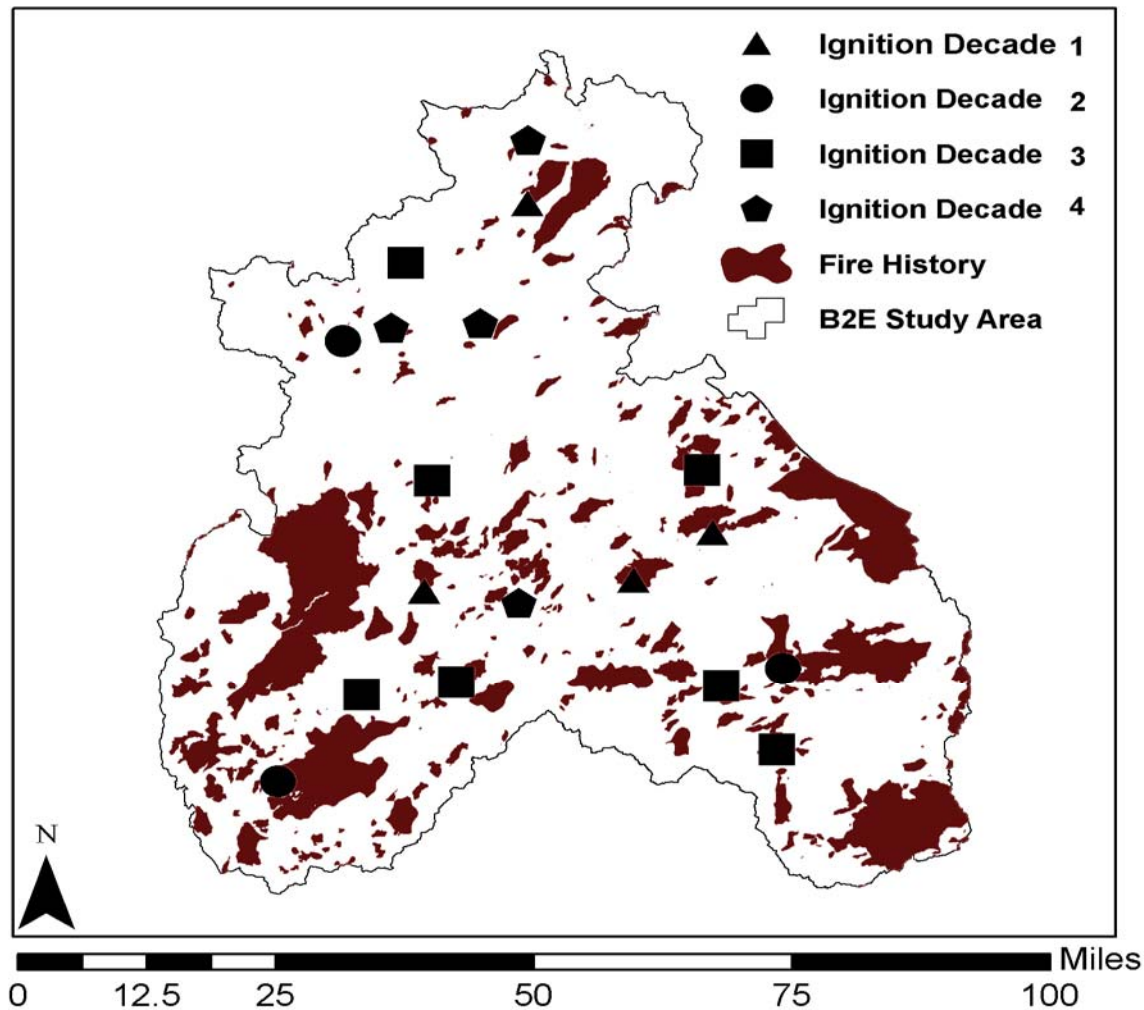 Ignition Decade 1
Ignition Decade 2
Ignition Decade 3
Ignition Decade 4
Fire History
B2E Study Area
N
Miles
0 12.5 25 50 75 100